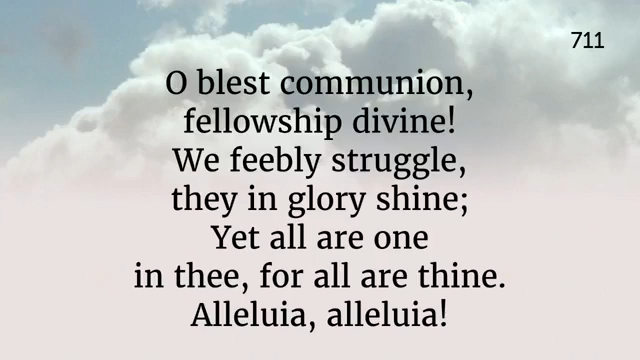 711
O blest communion,
fellowship divine!
We feebly struggle,
they in glory shine;
Yet all are one
in thee, for all are thine.
Alleluia, alleluia!